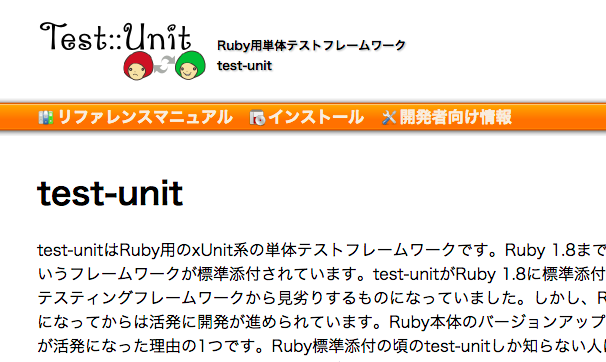 Test::Unit
Ruby用単体テストフレームワーク
test-unit
リファレンスマニュアル インストール 開発者向け情報
test-unit
test-unitはRuby用のxUnit系の単体テストフレームワークです。Ruby 1.8まで
いうフレームワークが標準添付されています。test-unitがRuby 1.8に標準添付
テスティングフレームワークから見劣りするものになっていました。しかし、R
になってからは活発に開発が進められています。Ruby本体のバージョンアップ
が活発になった理由の1つです。Ruby標準添付の頃のtest-unitしか知らない人に